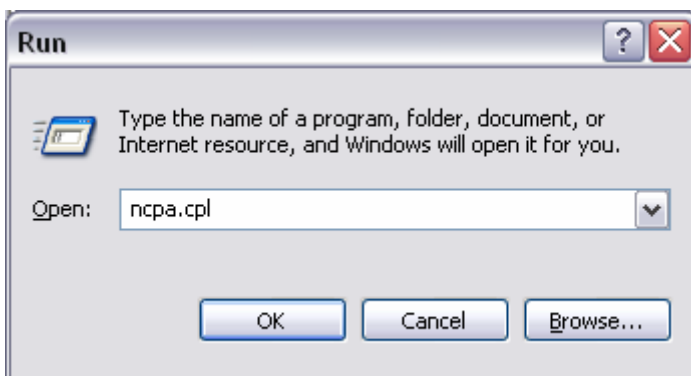 Run
Type the name of a program, folder, document, or
Internet resource, and Windows will open it for you.
Open: ncpa.cpl
OK Cancel Browse...